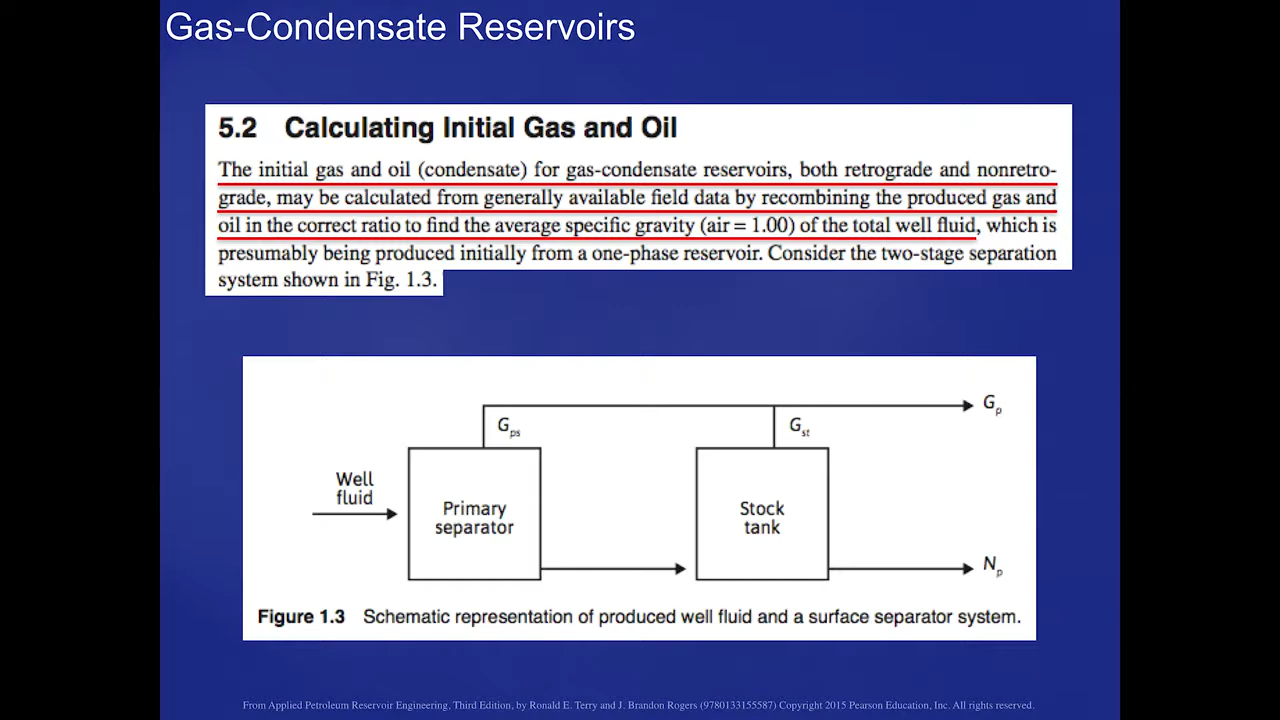 Gas-Condensate Reservoirs
5.2 Calculating Initial Gas and Oil
The initial gas and oil (condensate) for gas-condensate reservoirs, both retrograde and nonretro-
grade, may be calculated from generally available field data by recombining the produced gas and
oil in the correct ratio to find the average specific gravity (air = 1.00) of the total well fluid, which is
presumably being produced initially from a one-phase reservoir. Consider the two-stage separation
system shown in Fig. 1.3.
G_p
G_ps
G_st
Well
fluid
Primary
separator
Stock
tank
N_p
Figure 1.3 Schematic representation of produced well fluid and a surface separator system.
From Applied Petroleum Reservoir Engineering, Third Edition, by Ronald E. Terry and J. Brandon Rogers (9780133155587) Copyright 2015 Pearson Education, Inc. All rights reserved.